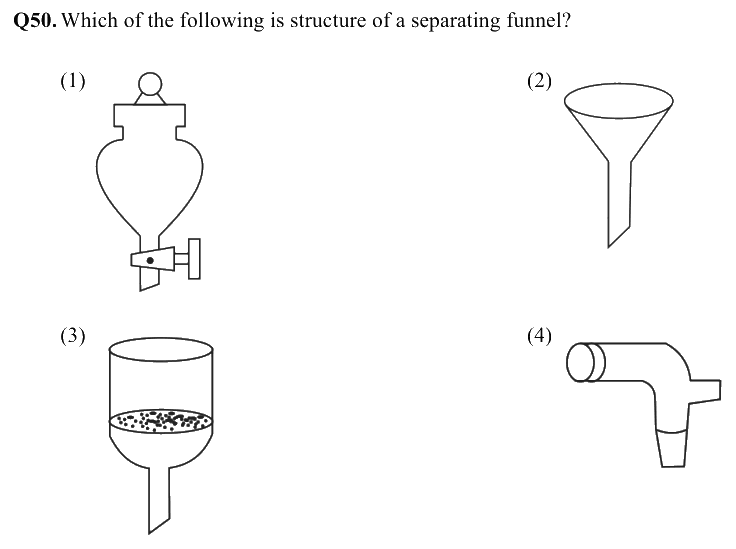 Q50. Which of the following is structure of a separating funnel?
(1)
(2)
(3)
(4)